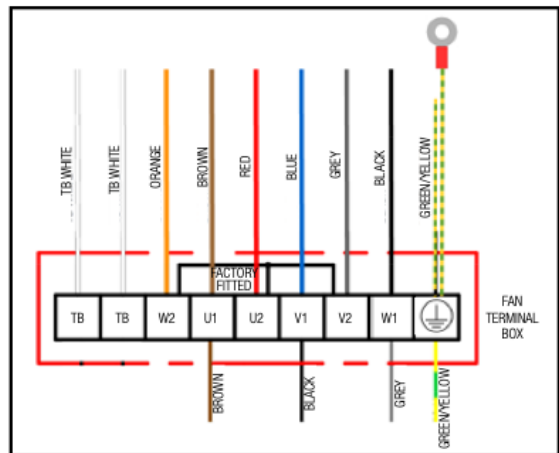 TB WHITE
TB WHITE
ORANGE
BROWN
RED
BLUE
GREY
BLACK
GREEN/YELLOW
FACTORY
FITTED
TB
TB
W2
U1
U2
V1
V2
W1
FAN
TERMINAL
BOX
BROWN
BLACK
GREY
GREEN/YELLOW